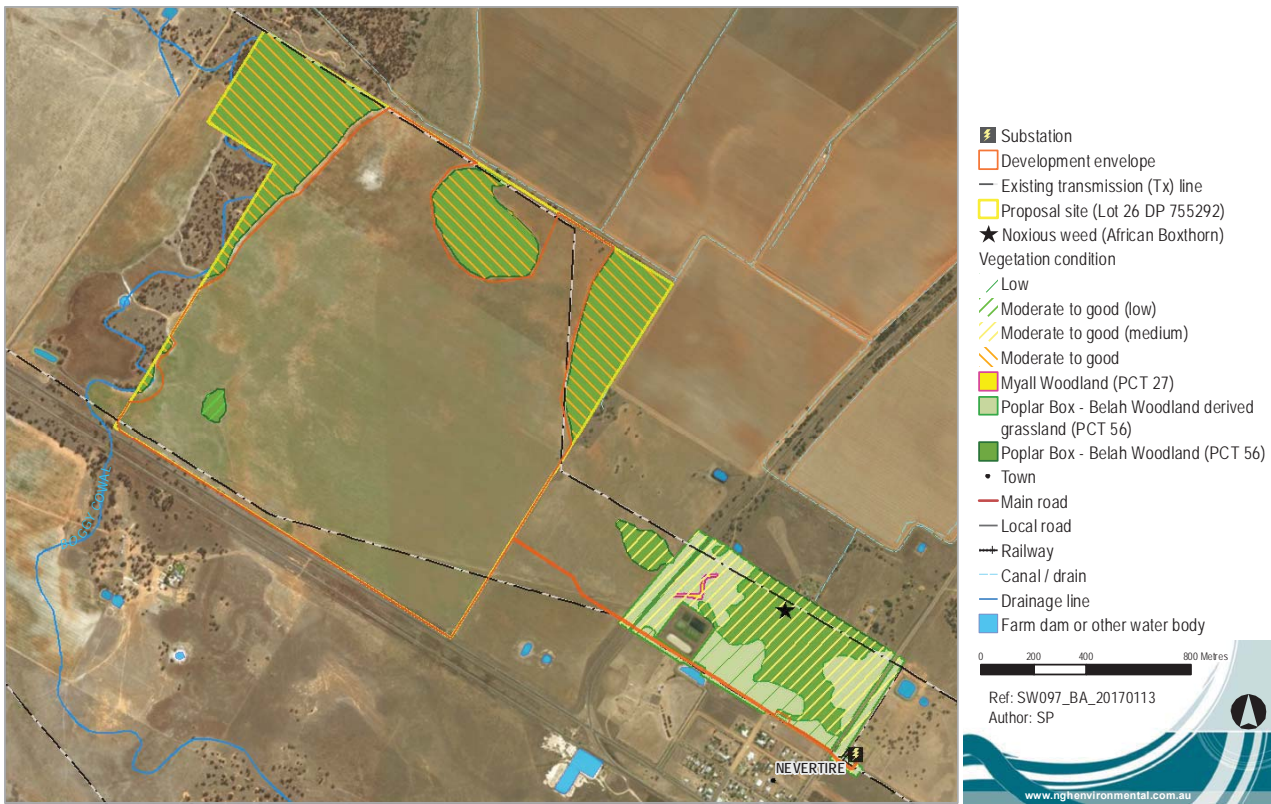 Substation
Development envelope
Existing transmission (Tx) line
Proposal site (Lot 26 DP 755292)
Noxious weed (African Boxthorn)
Vegetation condition
Low
Moderate to good (low)
Moderate to good (medium)
Moderate to good
Myall Woodland (PCT 27)
Poplar Box - Belah Woodland derived
grassland (PCT 56)
Poplar Box - Belah Woodland (PCT 56)
Town
Main road
Local road
Railway
Canal / drain
Drainage line
Farm dam or other water body
0 200 400 800 Metres
Ref: SW097_BA_20170113
Author: SP
www.nghenvironmental.com.au
NEVERTIRE